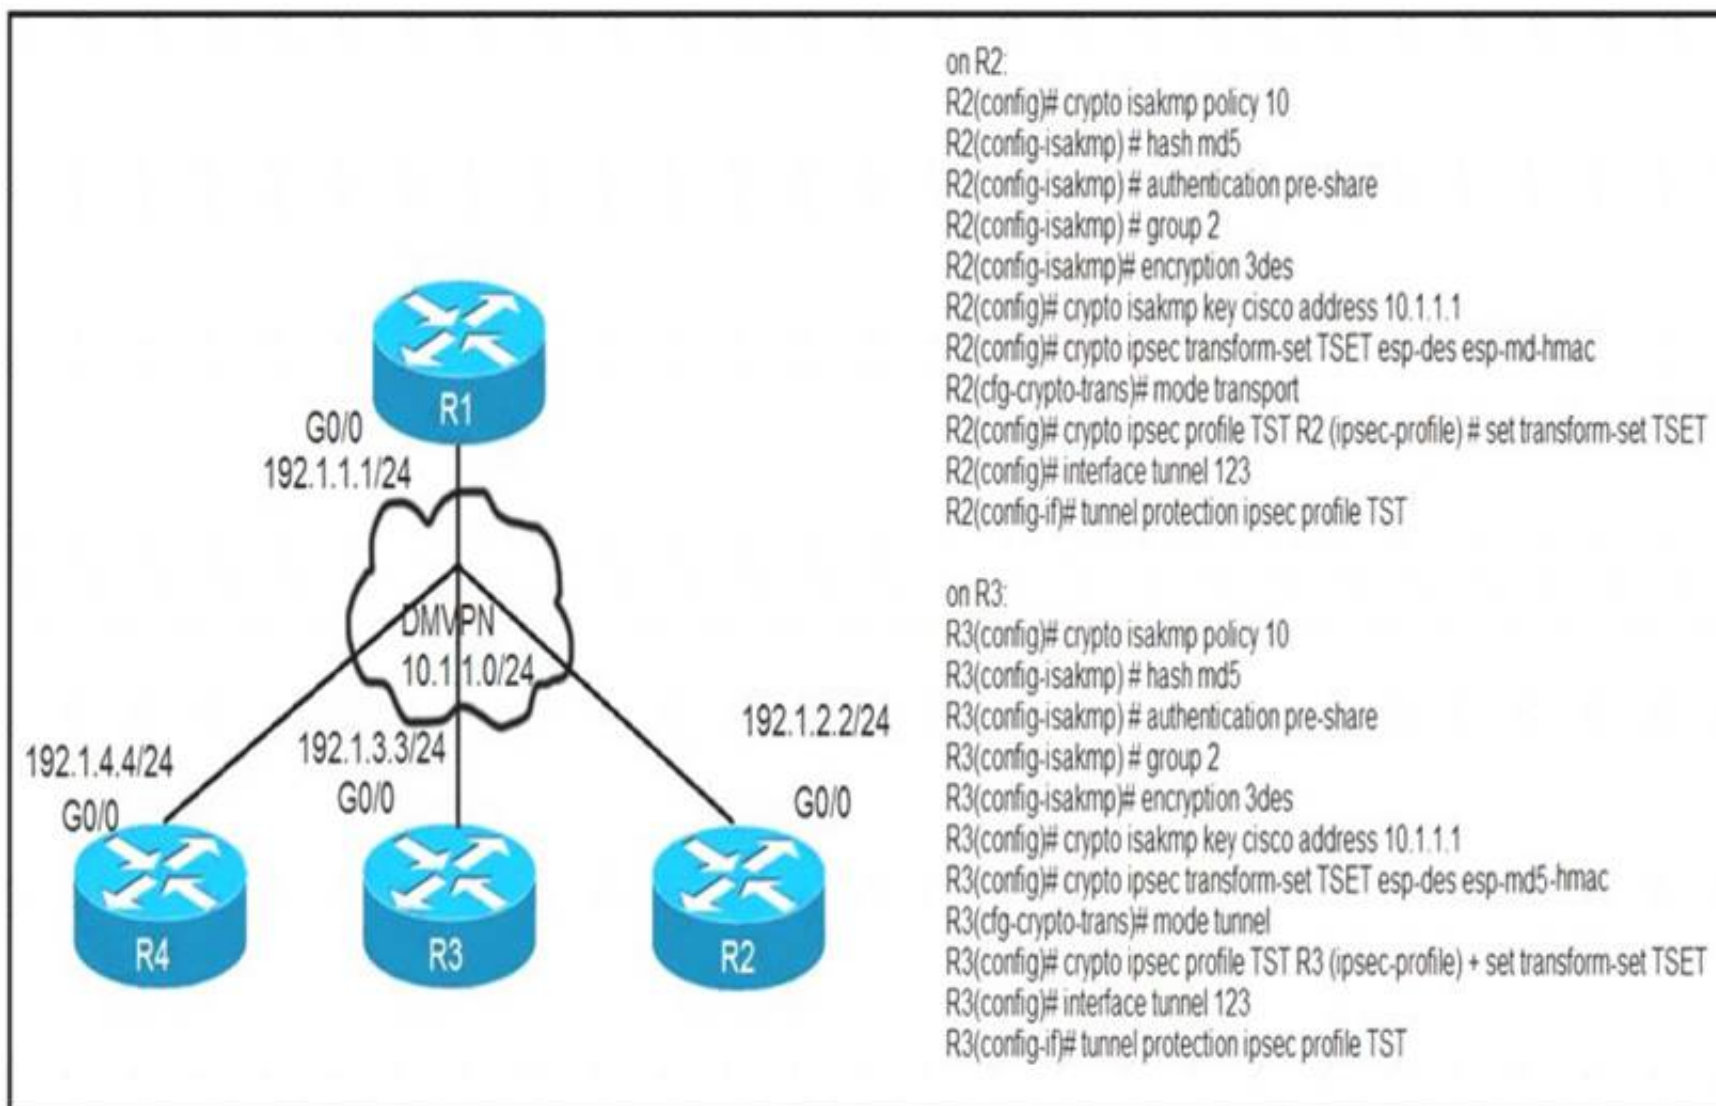 on R2:
R2(config)# crypto isakmp policy 10
R2(config-isakmp) # hash md5
R2(config-isakmp) # authentication pre-share
R2(config-isakmp) # group 2
R2(config-isakmp)# encryption 3des
R2(config)# crypto isakmp key cisco address 10.1.1.1
R2(config)# crypto ipsec transform-set TSET esp-des esp-md-hmac
R2(cfg-crypto-trans)# mode transport
R2(config)# crypto ipsec profile TST R2 (ipsec-profile) # set transform-set TSET
R2(config)# interface tunnel 123
R2(config-if)# tunnel protection ipsec profile TST
on R3:
R3(config)# crypto isakmp policy 10
R3(config-isakmp) # hash md5
R3(config-isakmp) # authentication pre-share
R3(config-isakmp) # group 2
R3(config-isakmp)# encryption 3des
R3(config)# crypto isakmp key cisco address 10.1.1.1
R3(config)# crypto ipsec transform-set TSET esp-des esp-md5-hmac
R3(cfg-crypto-trans)# mode tunnel
R3(config)# crypto ipsec profile TST R3 (ipsec-profile) + set transform-set TSET
R3(config)# interface tunnel 123
R3(config-if)# tunnel protection ipsec profile TST
R1
G0/0
192.1.1.1/24
DMVPN
10.1.1.0/24
192.1.4.4/24
G0/0
R4
192.1.3.3/24
G0/0
R3
192.1.2.2/24
G0/0
R2